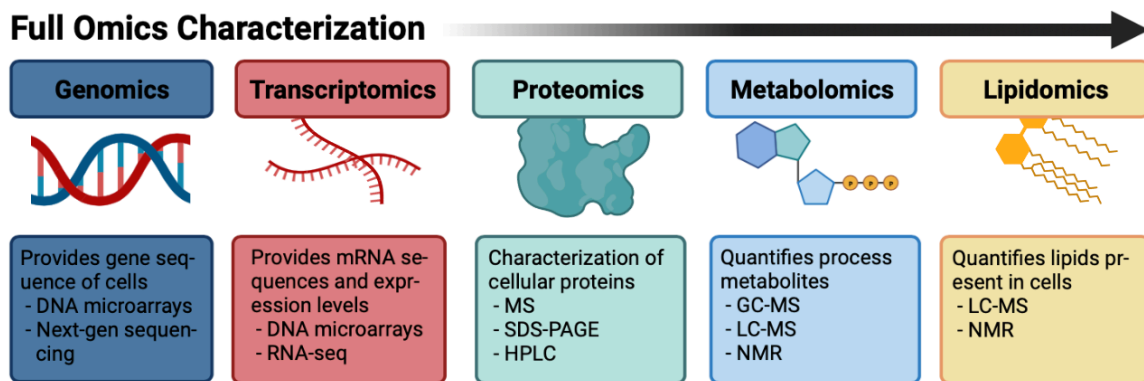 Full Omics Characterization
Genomics
Transcriptomics
Proteomics
Metabolomics
Lipidomics
P P P
Provides gene seq-
uence of cells
- DNA microarrays
- Next-gen sequen-
cing
Provides mRNA se-
quences and expr-
ession levels
- DNA microarrays
- RNA-seq
Characterization of
cellular proteins
- MS
- SDS-PAGE
- HPLC
Quantifies process
metabolites
- GC-MS
- LC-MS
- NMR
Quantifies lipids pr-
esent in cells
- LC-MS
- NMR